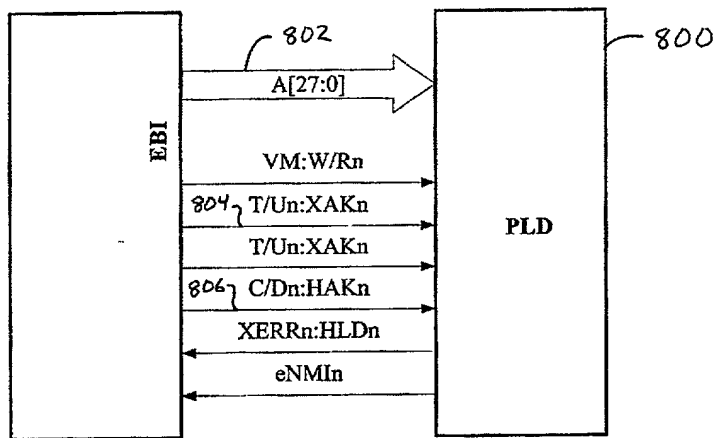 802
800
A[27:0]
EBI
VM:W/Rn
804 T/Un:XAKn
PLD
T/Un:XAKn
806 C/Dn:HAKn
XERRn:HLDn
eNMIn